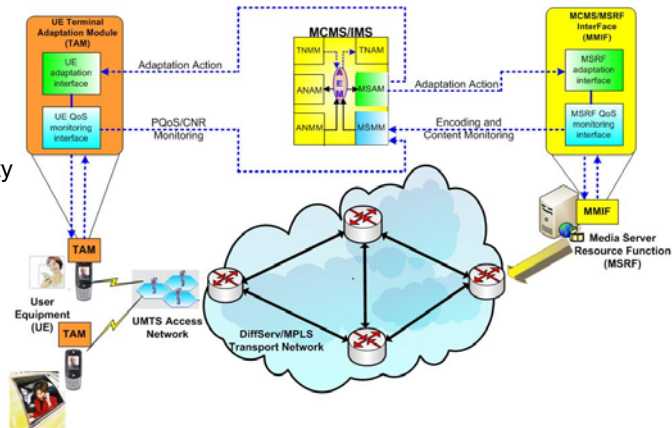 UE Terminal
Adaptation Module
(TAM)
UE
adaptation
interface
UE QoS
monitoring
interface
Adaptation Action
PQoS/CNR
Monitoring
MCMS/IMS
TNMM
TNAM
ANAM
A
E
M
MSAM
ANMM
MSMM
Adaptation Action
Encoding and
Content Monitoring
MCMS/MSRF
InterFace
(MMIF)
MSRF
adaptation
interface
MSRF QoS
monitoring
interface
ty
TAM
User
Equipment
(UE)
TAM
UMTS Access
Network
DiffServ/MPLS
Transport Network
MMIF
Media Server
Resource Function
(MSRF)